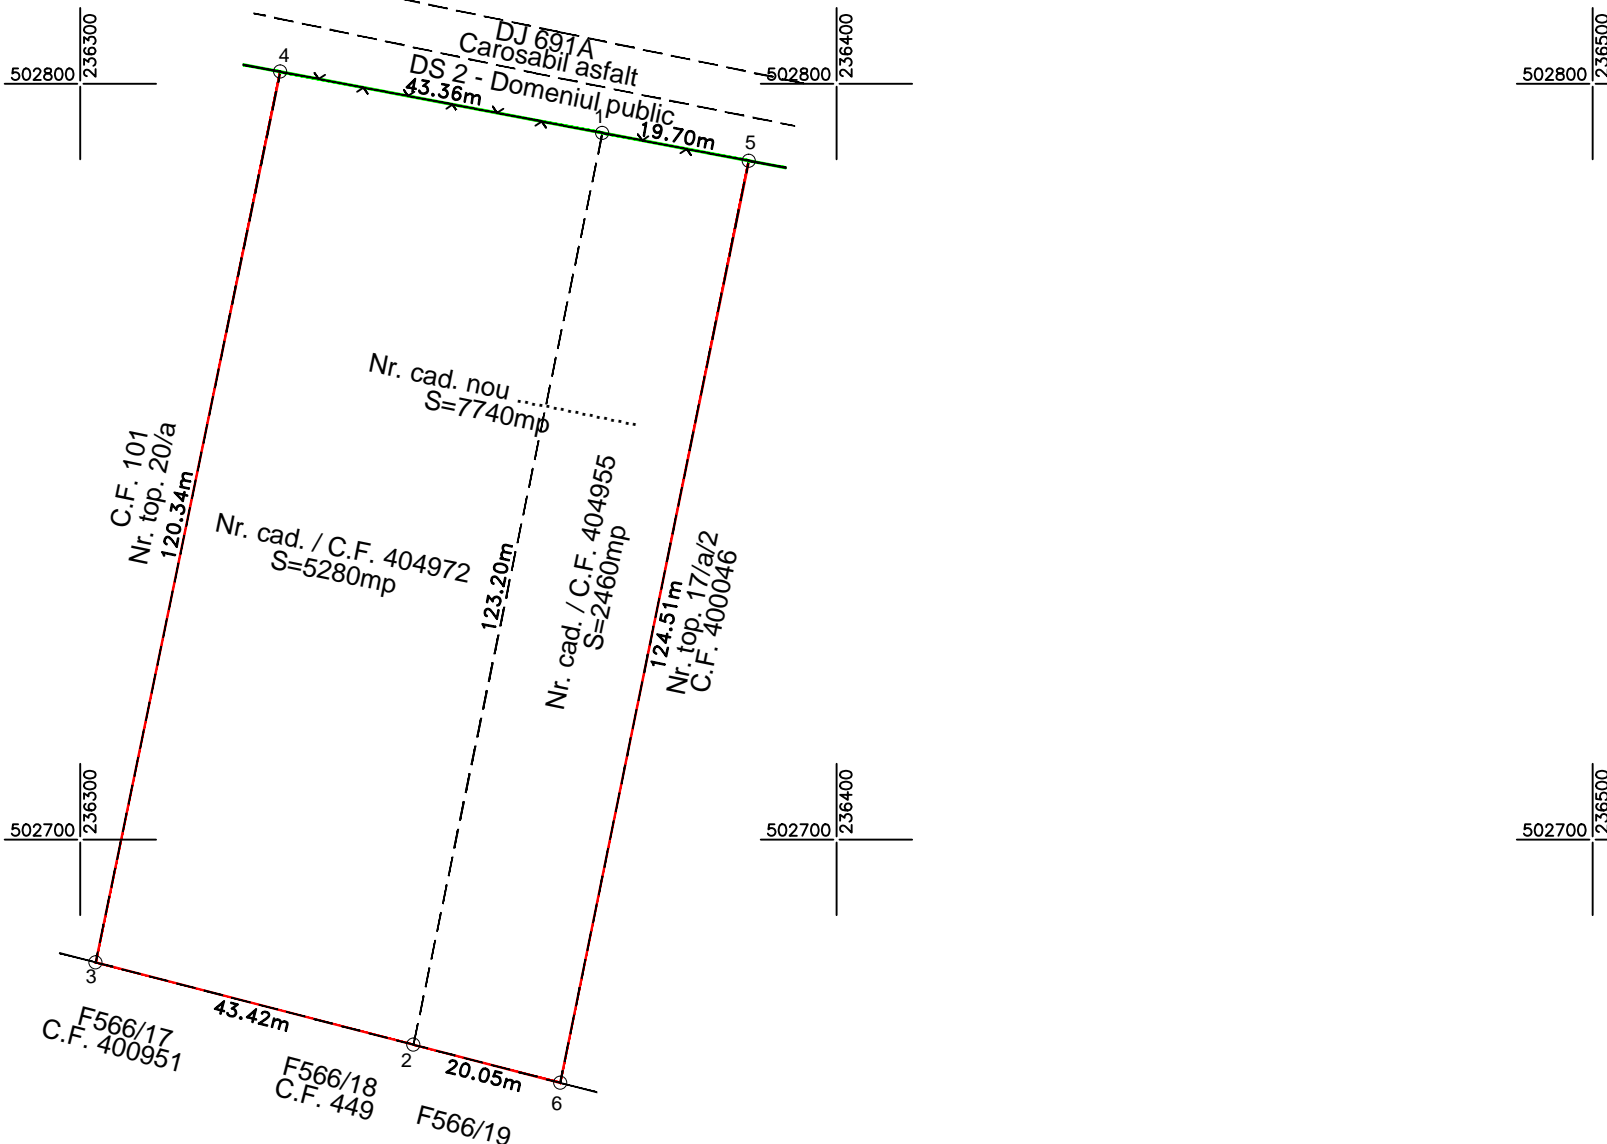 236300
236400
236500
DJ 691A
Carosabil asfalt
DS 2 - Domeniul public
502800
502800
502800
4
43.36m
1
19.70m
5
Nr. cad. nou ..................
S=7740mp
C.F. 101
Nr. top. 20/a
120.34m
Nr. cad. / C.F. 404972
S=5280mp
123.20m
Nr. cad. / C.F. 404955
S=2460mp
124.51m
Nr. top. 17/a/2
C.F. 400046
236300
236400
236500
502700
502700
502700
3
43.42m
2
20.05m
6
F566/17
C.F. 400951
F566/18
C.F. 449
F566/19